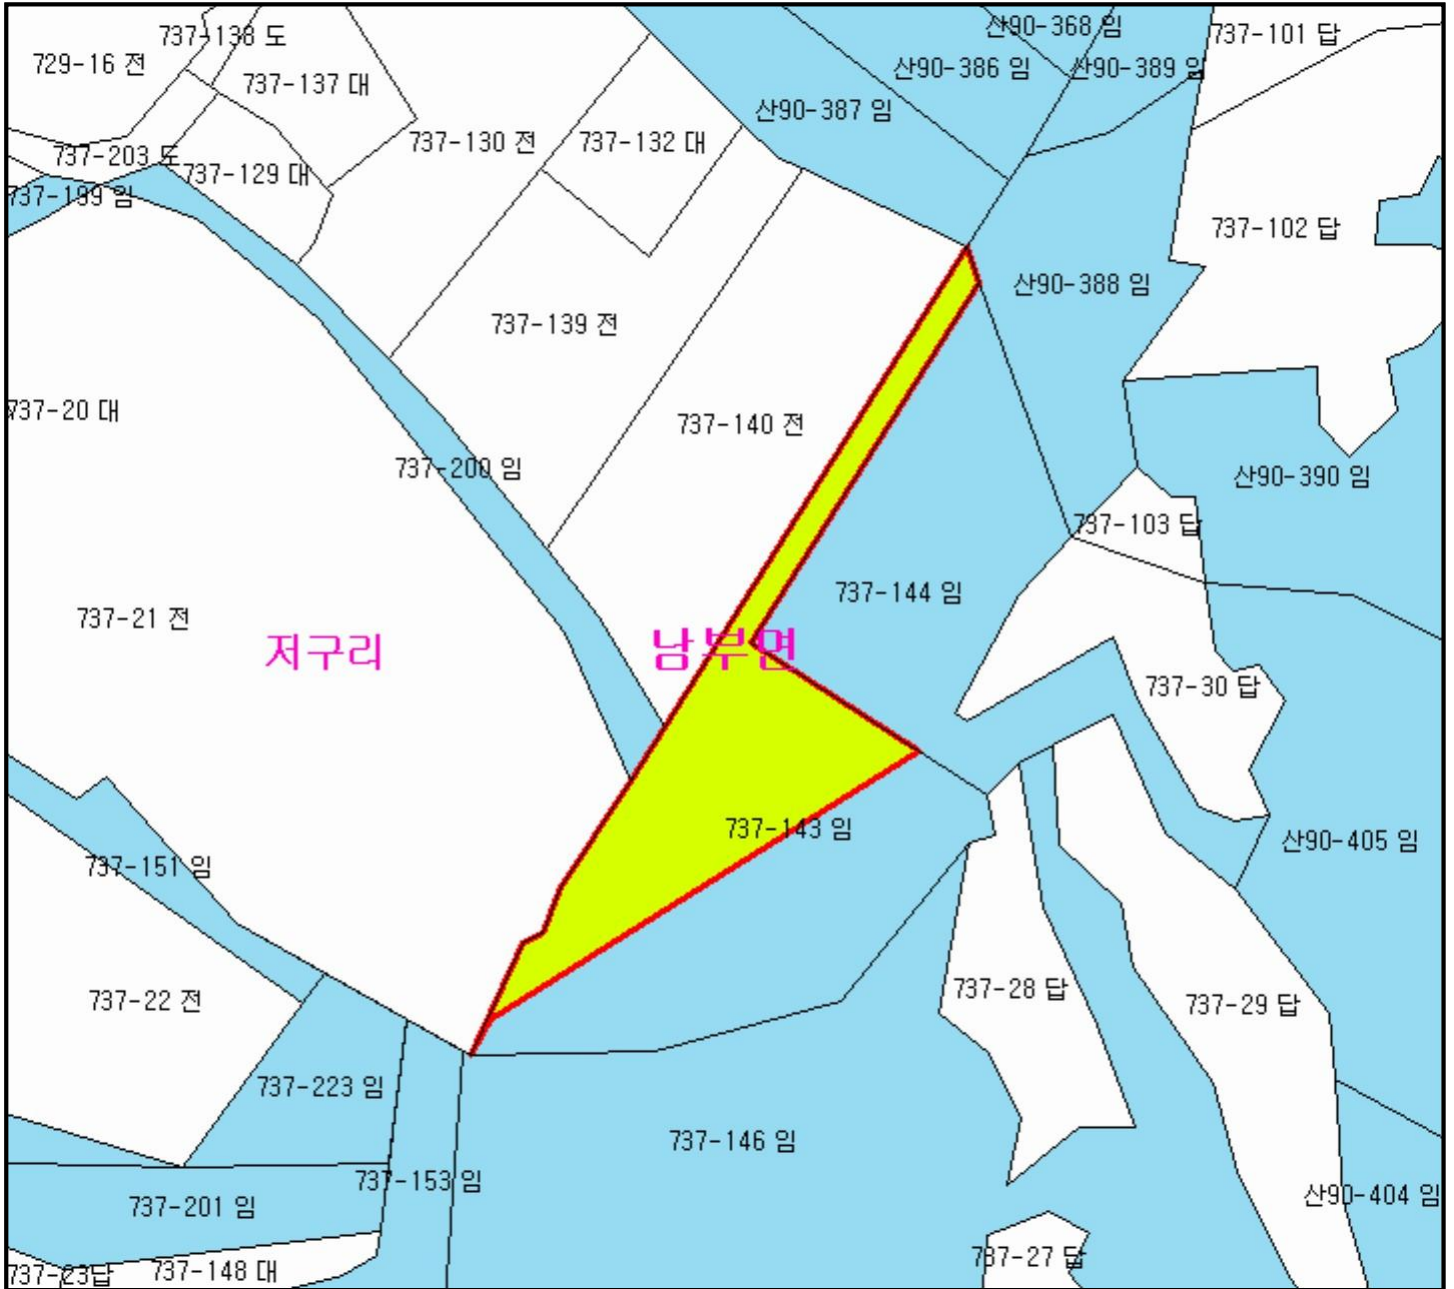 산90-368 임
737-138 도
737-101 답
729-16 전
산90-386 임
산90-389 임
737-137 대
산90-387 임
737-130 전
737-132 대
737-203 도
737-129 대
737-199 임
737-102 답
산90-388 임
737-139 전
737-20 대
737-140 전
737-200 임
산90-390 임
737-103 답
737-144 임
737-21 전
저구리
남부면
737-30 답
737-143 임
산90-405 임
737-151 임
737-28 답
737-22 전
737-29 답
737-223 임
737-146 임
737-153 임
산90-404 임
737-201 임
737-27 답
737-23답
737-148 대